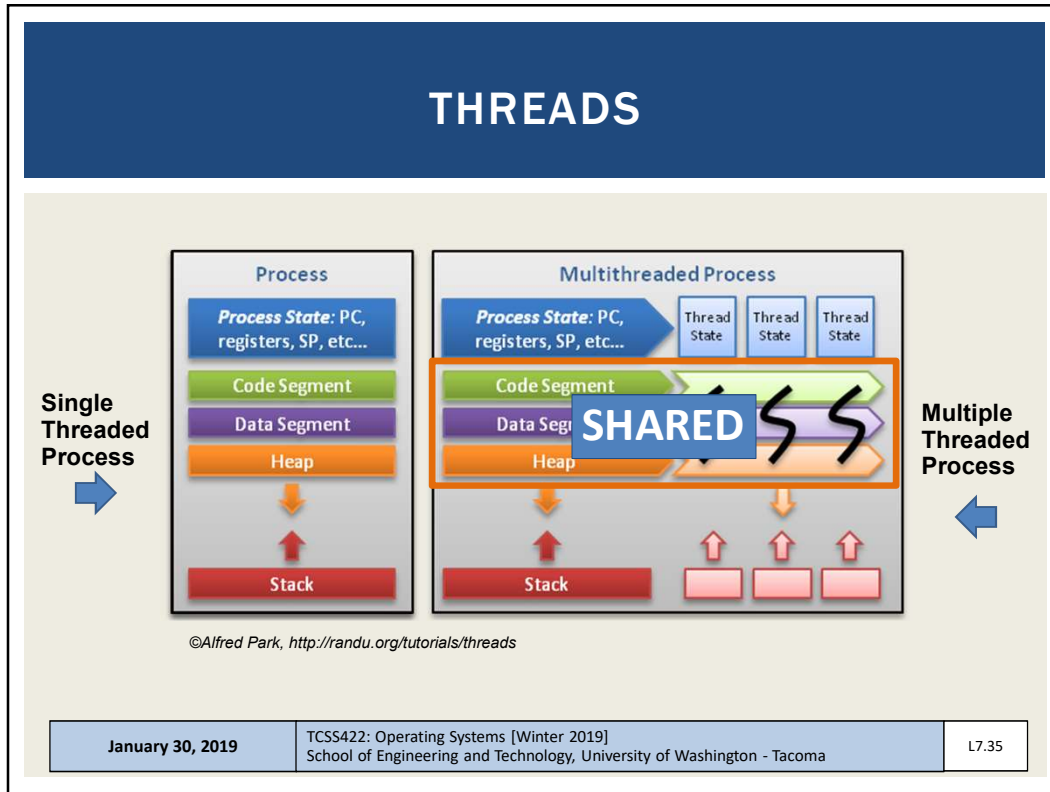 THREADS
Single
Threaded
Process
Process
Process State: PC,
registers, SP, etc...
Code Segment
Data Segment
Heap
Stack
Multithreaded Process
Process State: PC,
registers, SP, etc...
Thread
State
Thread
State
Thread
State
Code Segment
Data Seg
SHARED
Heap
Stack
Multiple
Threaded
Process
©Alfred Park, http://randu.org/tutorials/threads
January 30, 2019
TCSS422: Operating Systems [Winter 2019]
School of Engineering and Technology, University of Washington - Tacoma
L7.35